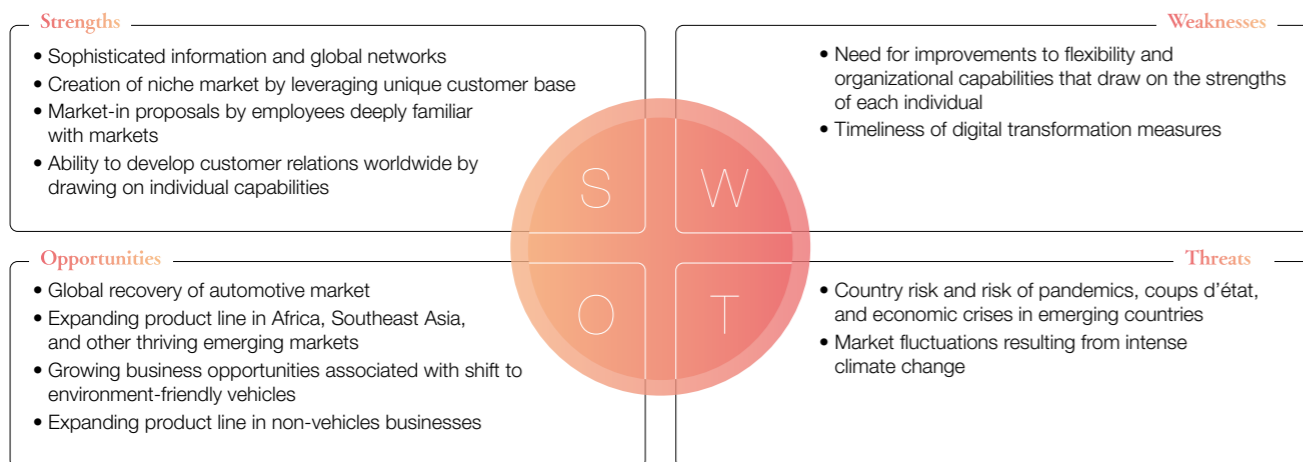 Strengths
• Sophisticated information and global networks
• Creation of niche market by leveraging unique customer base
• Market-in proposals by employees deeply familiar
with markets
• Ability to develop customer relations worldwide by
drawing on individual capabilities
Weaknesses
• Need for improvements to flexibility and
organizational capabilities that draw on the strengths
of each individual
• Timeliness of digital transformation measures
S
W
O
T
Opportunities
• Global recovery of automotive market
• Expanding product line in Africa, Southeast Asia,
and other thriving emerging markets
• Growing business opportunities associated with shift to
environment-friendly vehicles
• Expanding product line in non-vehicles businesses
Threats
• Country risk and risk of pandemics, coups d’état,
and economic crises in emerging countries
• Market fluctuations resulting from intense
climate change